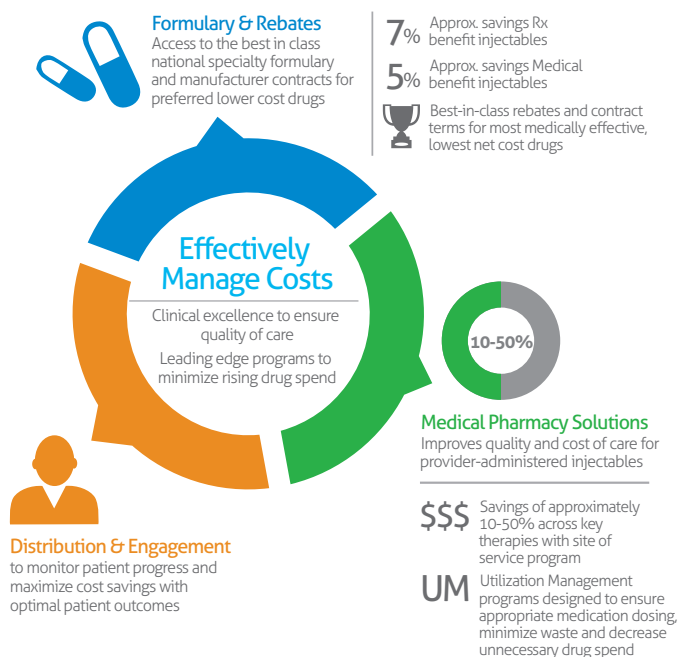 Formulary & Rebates
Access to the best in class
national specialty formulary
and manufacturer contracts for
preferred lower cost drugs
7% Approx. savings Rx
benefit injectables
5% Approx. savings Medical
benefit injectables
Best-in-class rebates and contract
terms for most medically effective,
lowest net cost drugs
Effectively
Manage Costs
Clinical excellence to ensure
quality of care
Leading edge programs to
minimize rising drug spend
10-50%
Medical Pharmacy Solutions
Improves quality and cost of care for
provider-administered injectables
$$$ Savings of approximately
10-50% across key
therapies with site of
service program
UM Utilization Management
programs designed to ensure
appropriate medication dosing,
minimize waste and decrease
unnecessary drug spend
Distribution & Engagement
to monitor patient progress and
maximize cost savings with
optimal patient outcomes